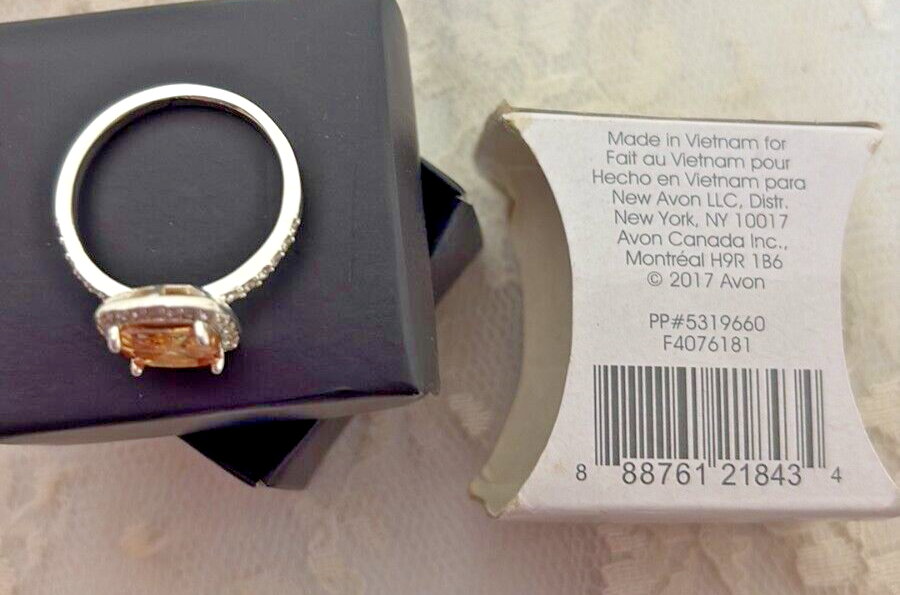 Made in Vietnam for
Fait au Vietnam pour
Hecho en Vietnam para
New Avon LLC, Distr.
New York, NY 10017
Avon Canada Inc.,
Montréal H9R 1B6
© 2017 Avon
PP#5319660
F4076181
8 88761 21843 4